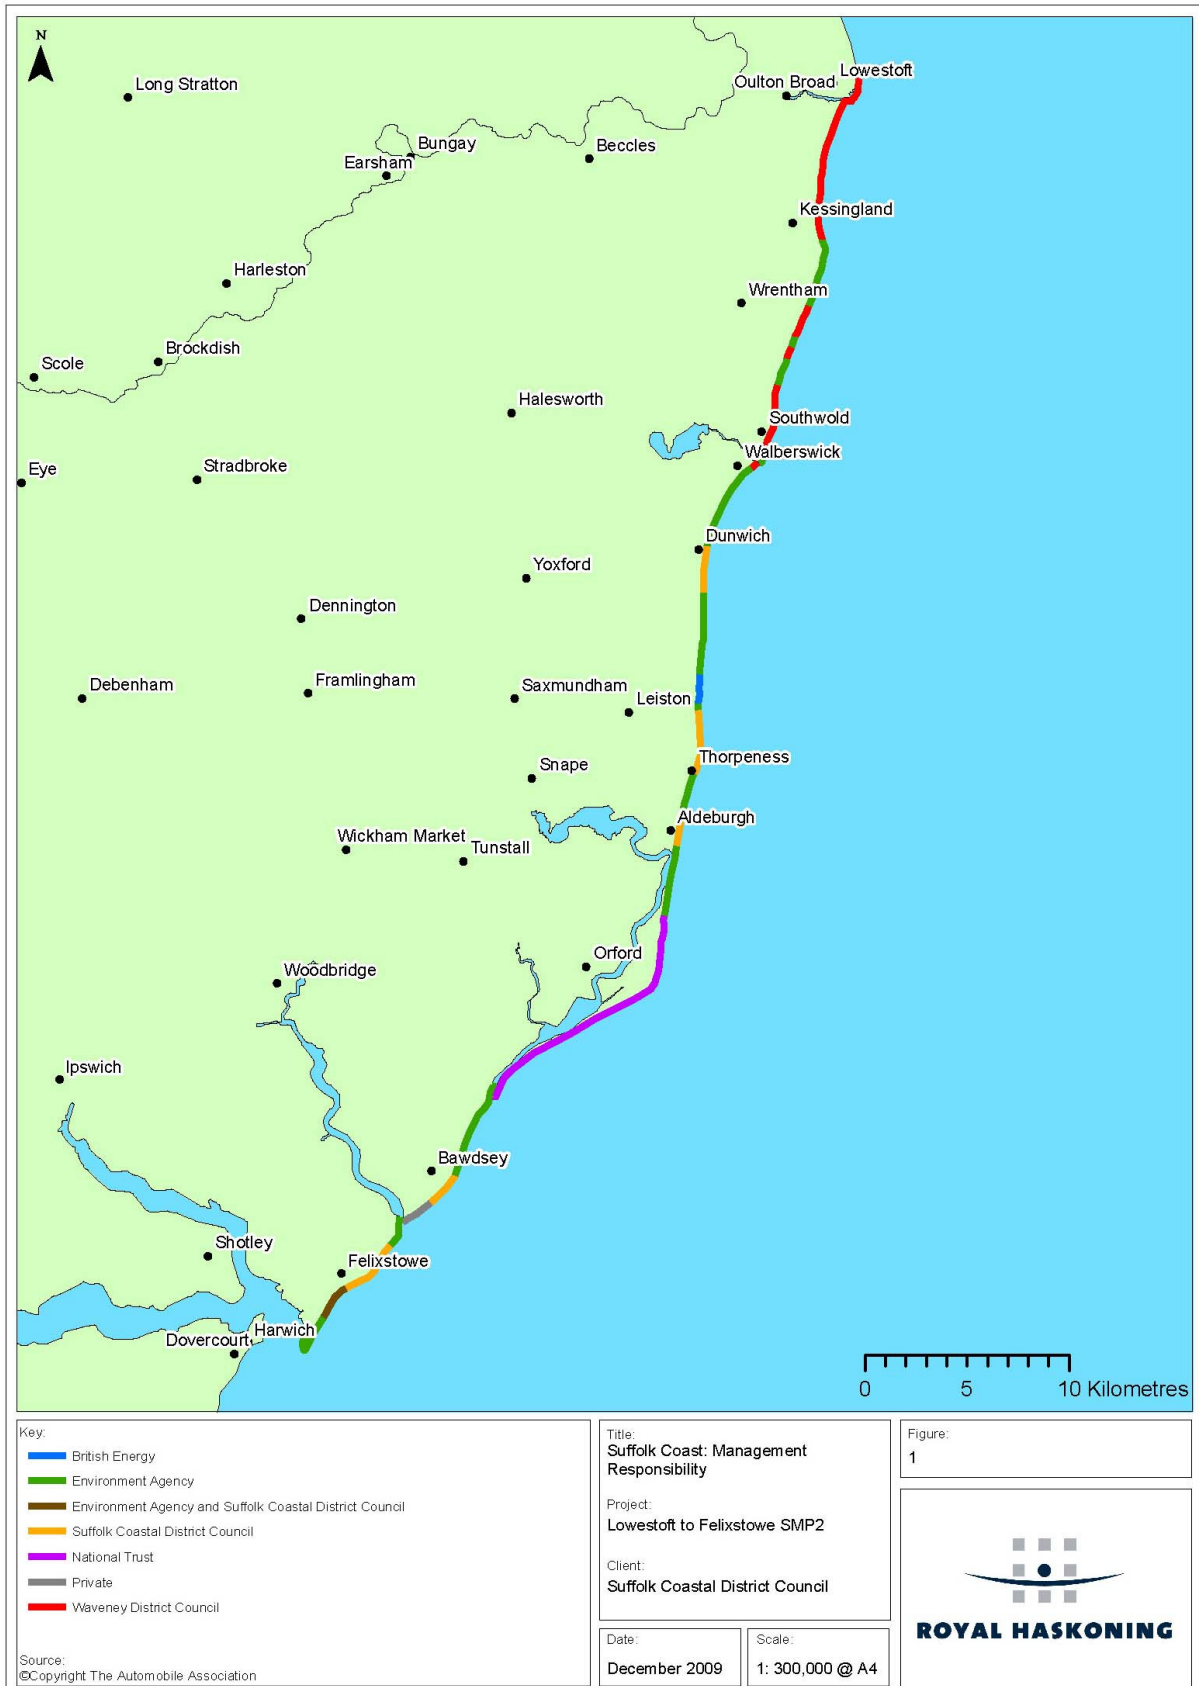 N
Long Stratton
Oulton Broad
Lowestoft
Bungay
Beccles
Earsham
Kessingland
Harleston
Wrentham
Brockdish
Scole
Halesworth
Southwold
Walberswick
Eye
Stradbroke
Dunwich
Yoxford
Dennington
Framlingham
Debenham
Saxmundham
Leiston
Thorpeness
Snape
Aldeburgh
Wickham Market
Tunstall
Orford
Woodbridge
Ipswich
Bawdsey
Shotley
Felixstowe
Harwich
Dovercourt
0 5 10 Kilometres
Key:
British Energy
Environment Agency
Environment Agency and Suffolk Coastal District Council
Suffolk Coastal District Council
National Trust
Private
Waveney District Council
Source:
©Copyright The Automobile Association
Title:
Suffolk Coast: Management
Responsibility
Project:
Lowestoft to Felixstowe SMP2
Client:
Suffolk Coastal District Council
Date:
December 2009
Scale:
1: 300,000 @ A4
Figure:
1
ROYAL HASKONING